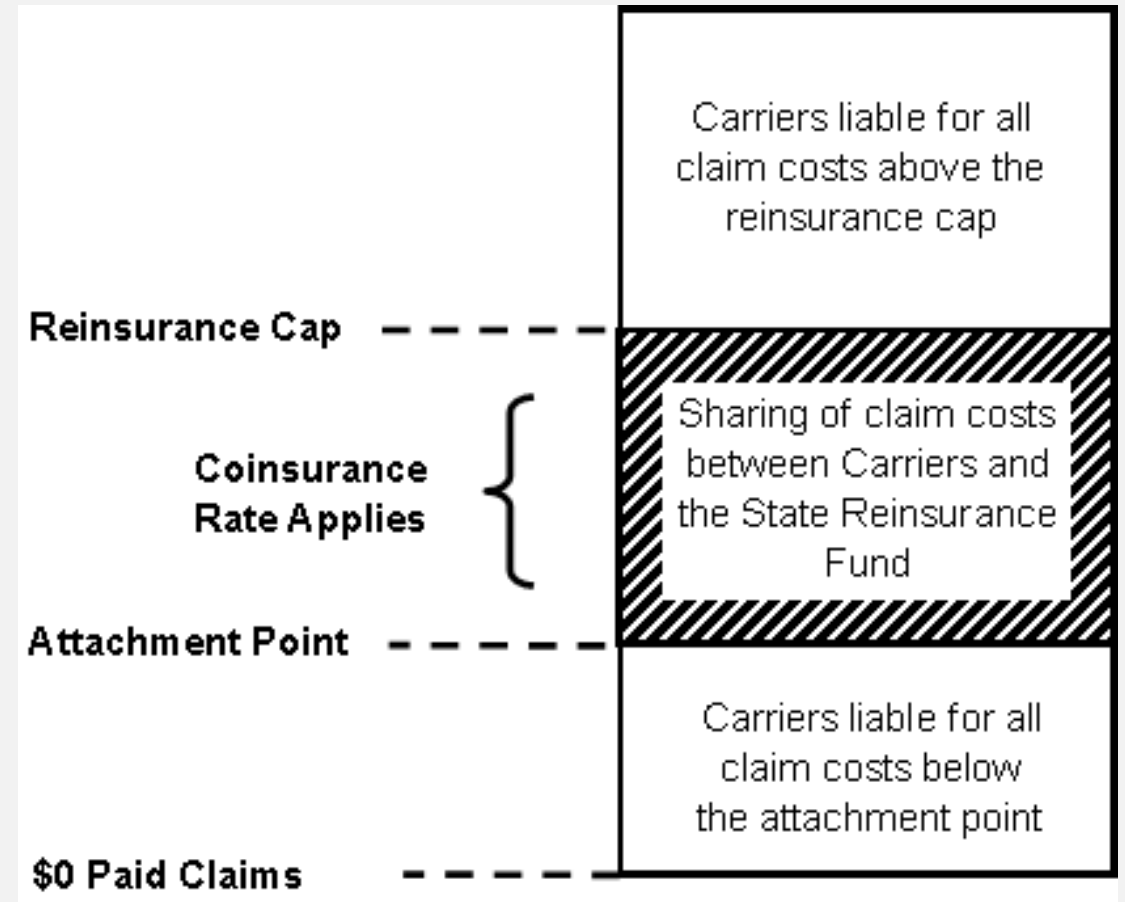 Carriers liable for all
claim costs above the
reinsurance cap
Reinsurance Cap
Sharing of claim costs
between Carriers and
the State Reinsurance
Fund
Coinsurance
Rate Applies
Attachment Point
Carriers liable for all
claim costs below
the attachment point
$0 Paid Claims